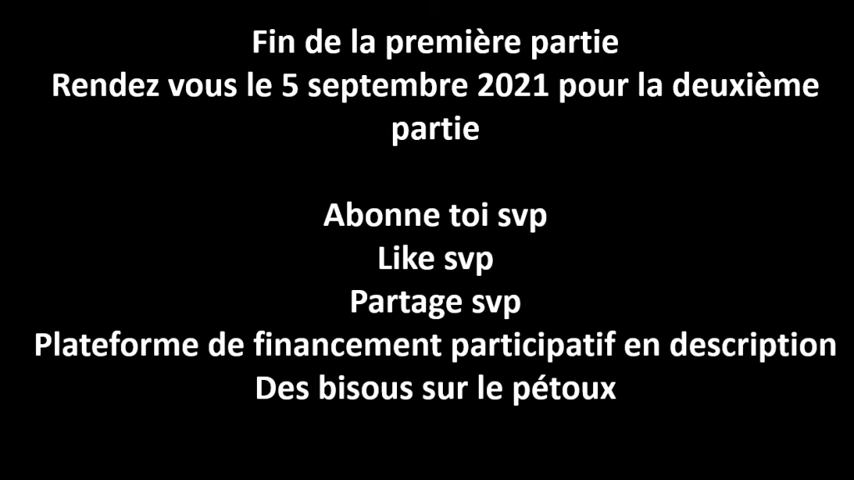 Fin de la première partie
Rendez vous le 5 septembre 2021 pour la deuxième
partie
Abonne toi svp
Like svp
Partage svp
Plateforme de financement participatif en description
Des bisous sur le pétoux